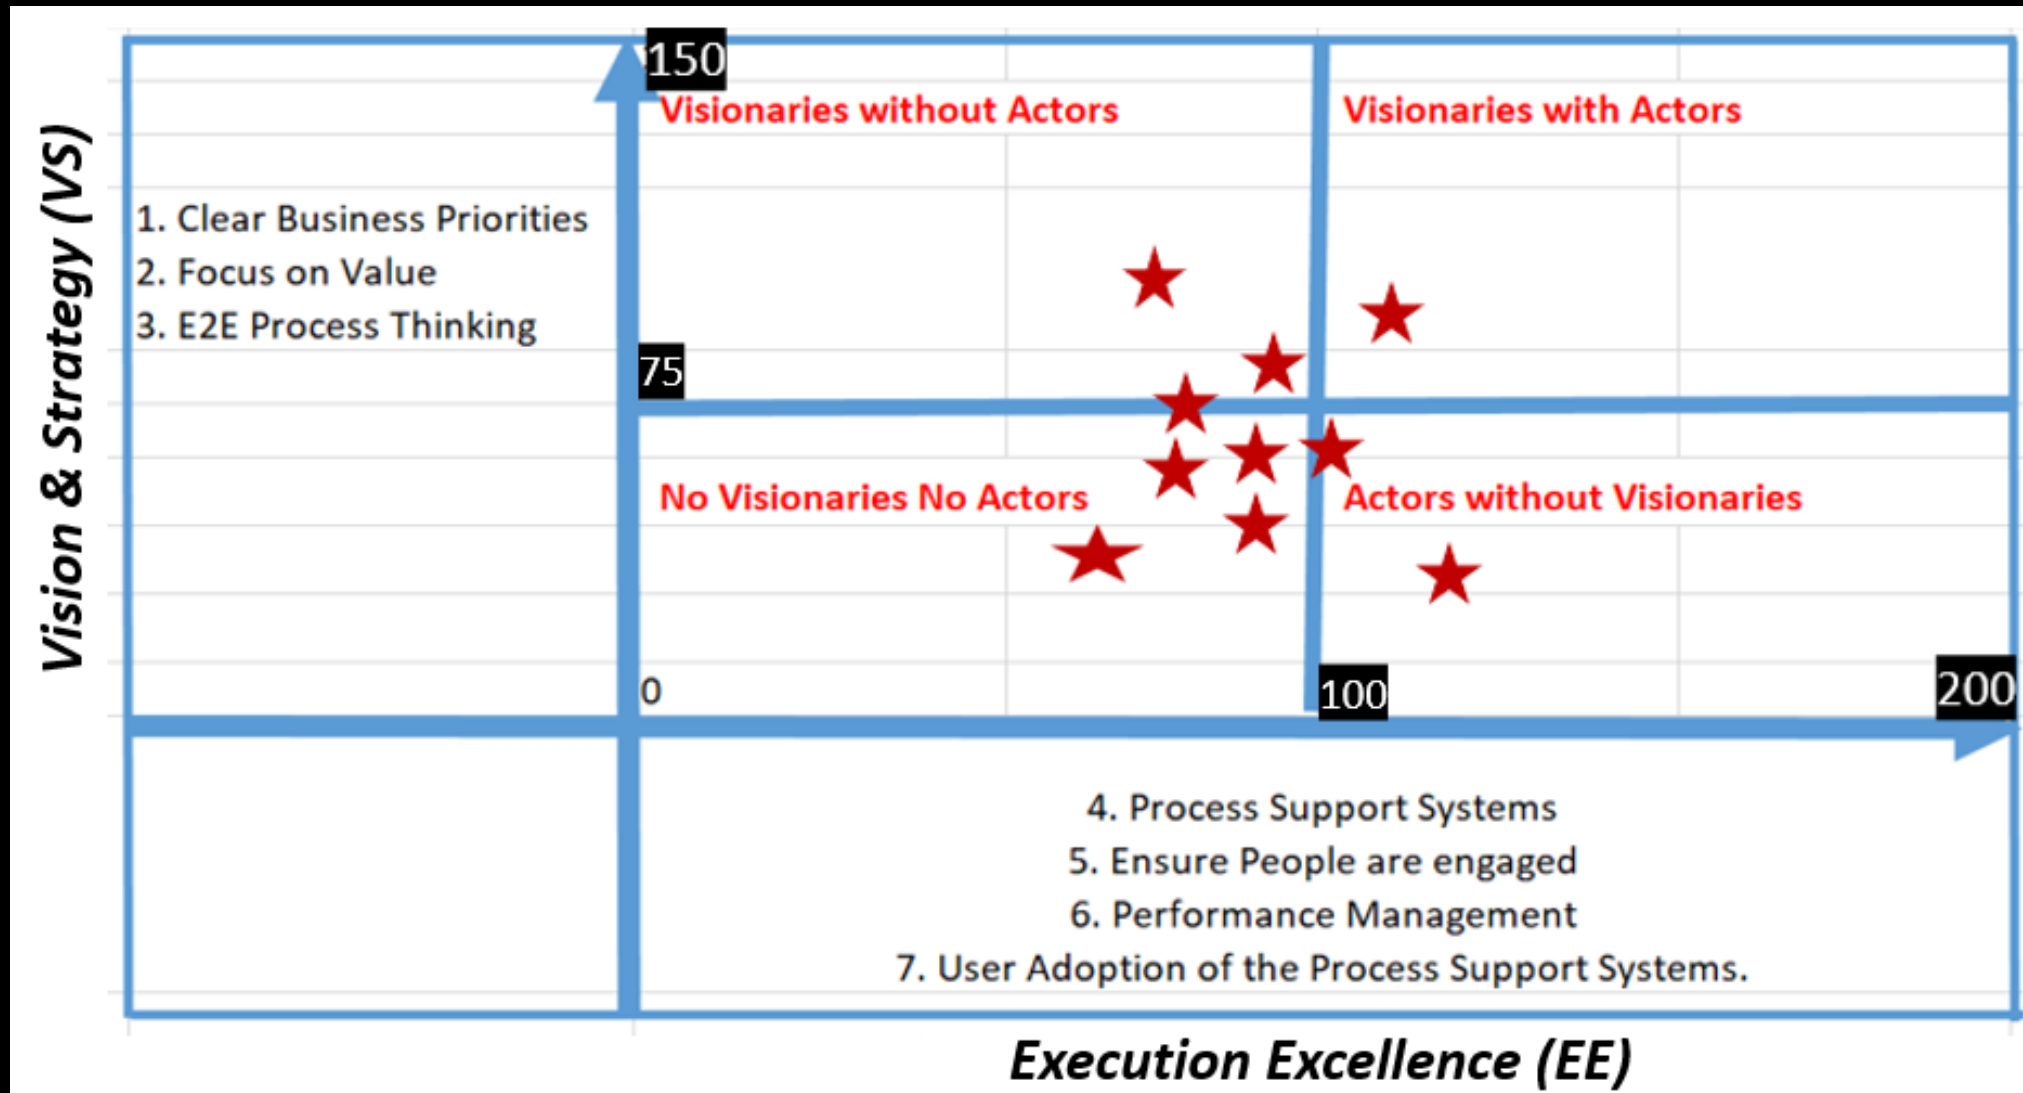 150
Visionaries without Actors
Visionaries with Actors
Vision & Strategy (VS)
1. Clear Business Priorities
2. Focus on Value
3. E2E Process Thinking
75
No Visionaries No Actors
Actors without Visionaries
0
100
200
4. Process Support Systems
5. Ensure People are engaged
6. Performance Management
7. User Adoption of the Process Support Systems.
Execution Excellence (EE)